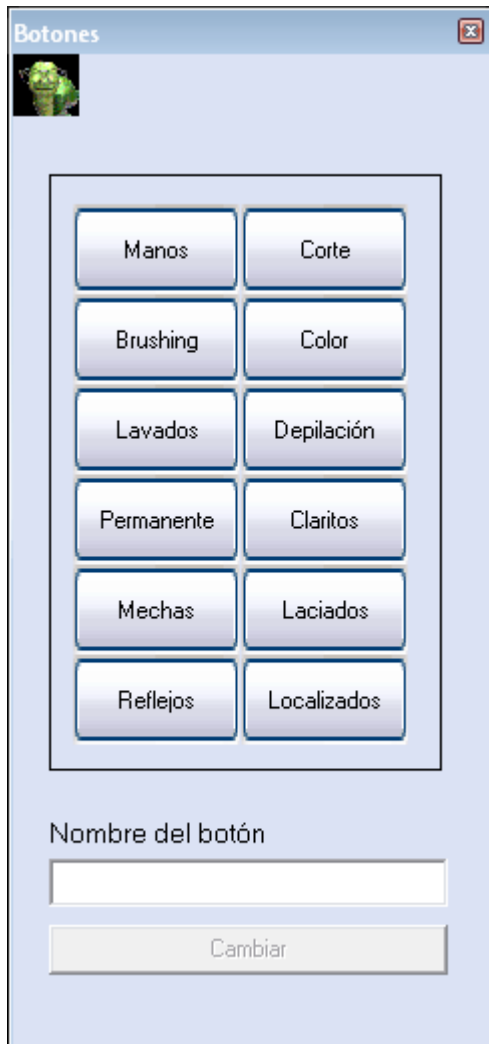 Botones
Manos Corte
Brushing Color
Lavados Depilación
Permanente Claritos
Mechas Laciados
Reflejos Localizados
Nombre del botón
Cambiar